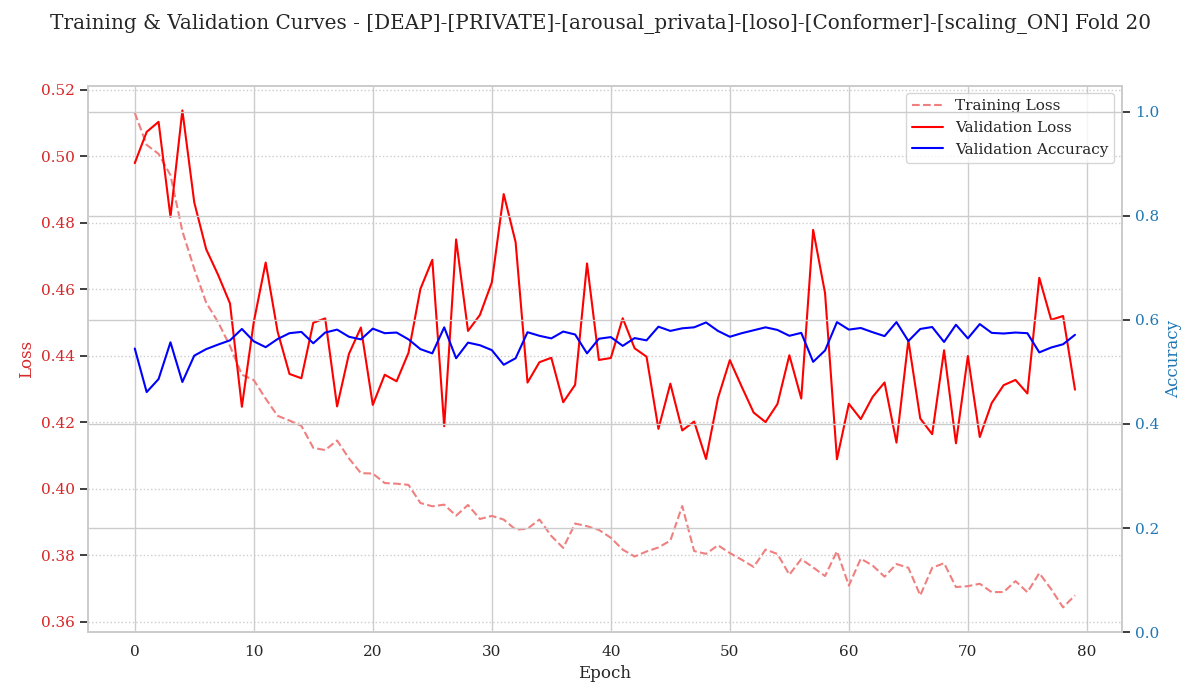 Training & Validation Curves - [DEAP]-[PRIVATE]-[arousal_privata]-[loso]-[Conformer]-[scaling_ON] Fold 20
Training Loss
Validation Loss
Validation Accuracy
Loss
0.52
0.50
0.48
0.46
0.44
0.42
0.40
0.38
0.36
1.0
0.8
0.6
0.4
0.2
0.0
Accuracy
0 10 20 30 40 50 60 70 80
Epoch